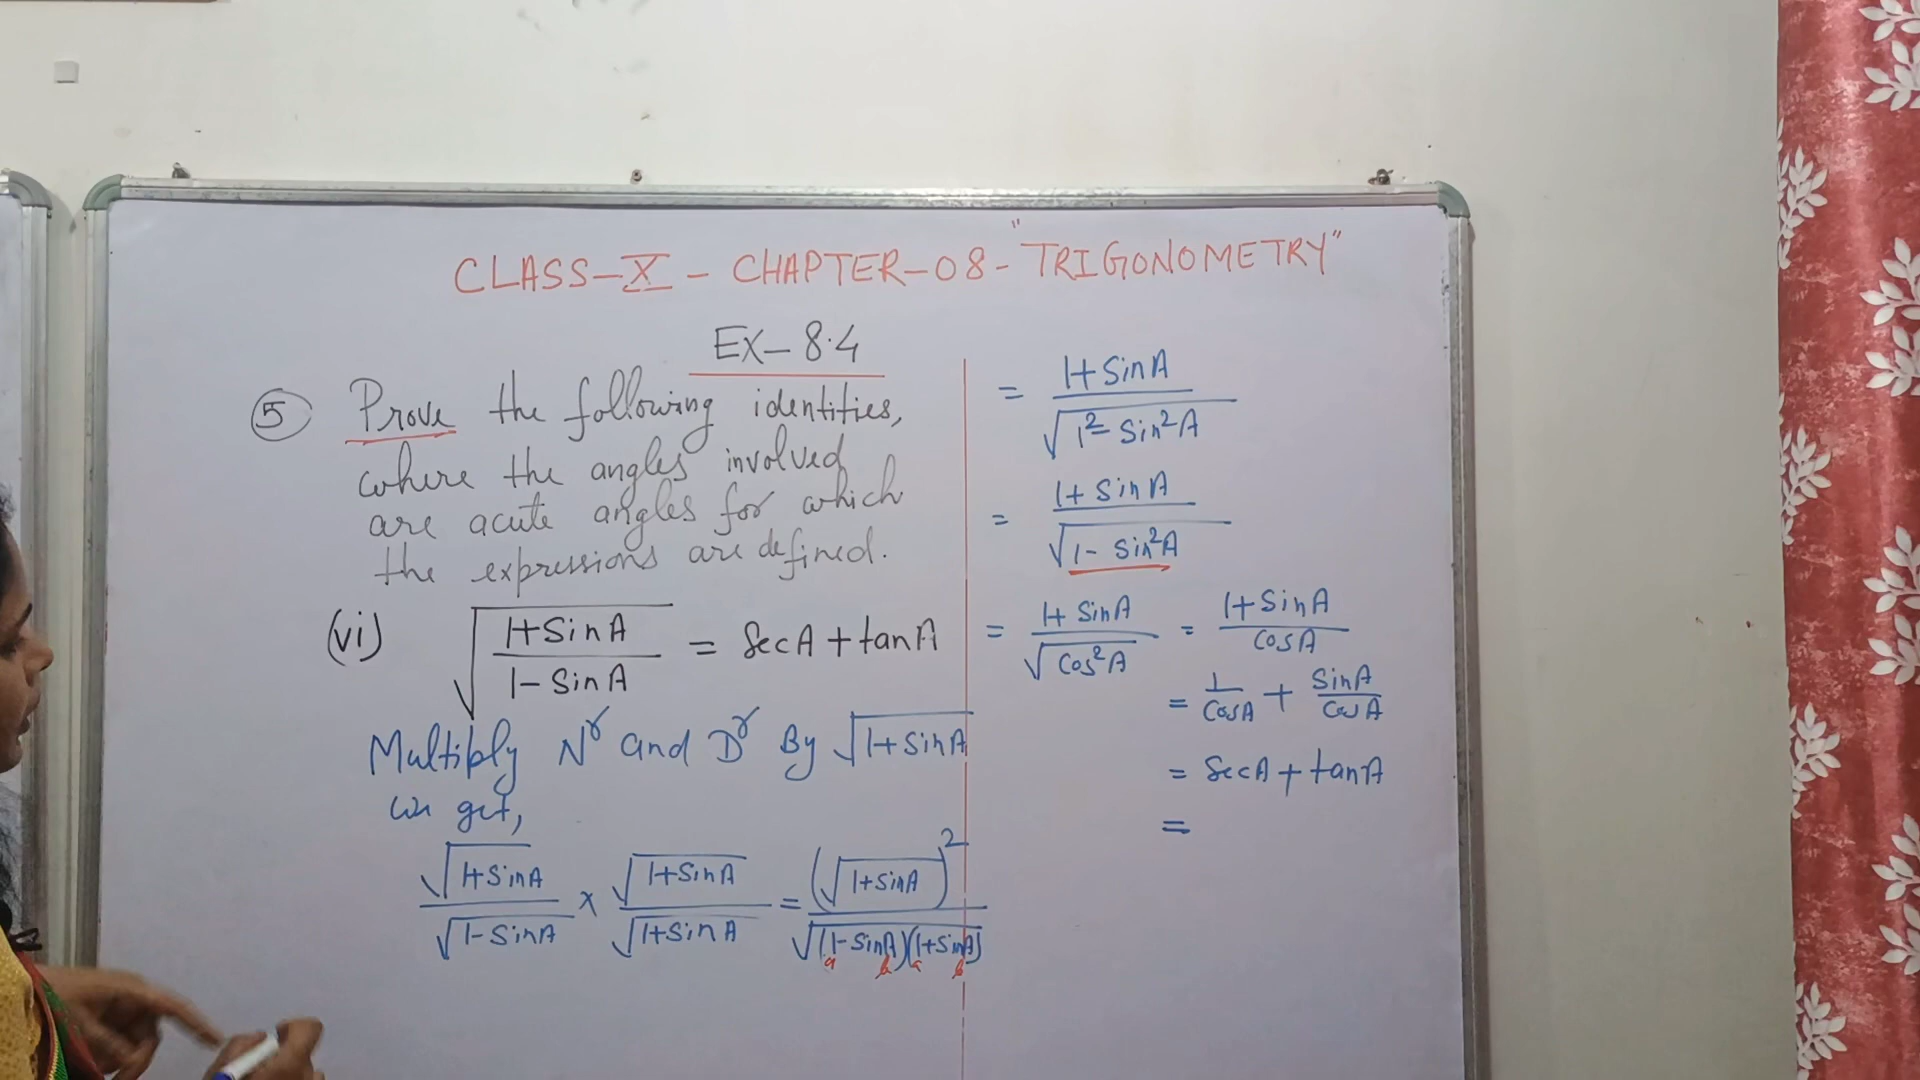 CLASS-X - CHAPTER-08- "TRIGONOMETRY"
EX-8.4
5 Prove the following identities,
where the angles involved
are acute angles for which
the expressions are defined.
(vi) √((1+SinA)/(1-SinA)) = SecA + tanA
Multiply Nʳ and Dʳ By √(1+SinA)
we get,
√(1+SinA)/√(1-SinA) × √(1+SinA)/√(1+SinA) = (√(1+SinA))²/√((1-SinA)(1+SinA))
a b a b
= (1+SinA)/√(1²-Sin²A)
= (1+SinA)/√(1-Sin²A)
= (1+SinA)/√(Cos²A) = (1+SinA)/CosA
= 1/CosA + SinA/CosA
= SecA + tanA
=